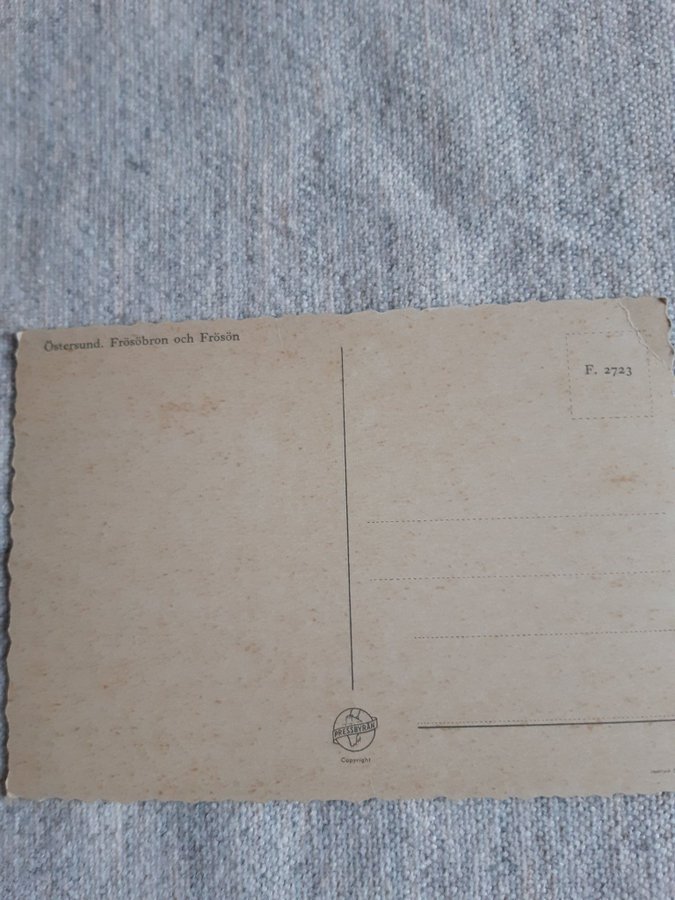 Östersund. Frösöbron och Frösön
F. 2723
PRESSBYRÅN
Copyright